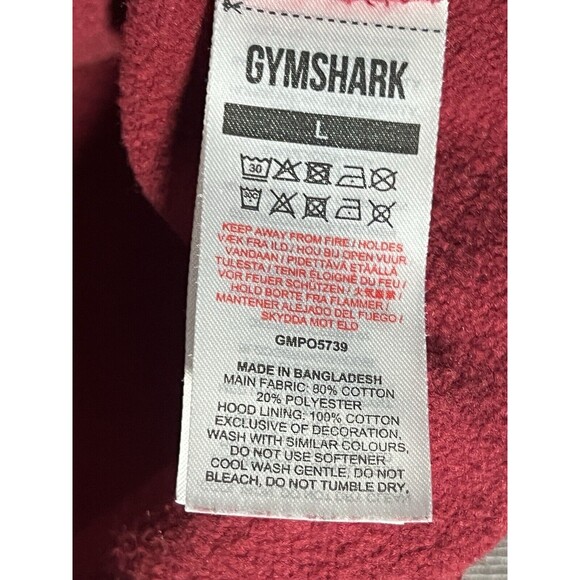 GYMSHARK
L
30
KEEP AWAY FROM FIRE / HOLDES
VÆK FRA ILD / HOU BIJ OPEN VUUR
VANDAAN / PIDETTÄVÄ ETÄÄLLÄ
TULESTA / TENIR ÉLOIGNÉ DU FEU /
VOR FEUER SCHÜTZEN / 火気厳禁 /
HOLD BORTE FRA FLAMMER /
MANTENER ALEJADO DEL FUEGO /
SKYDDA MOT ELD
GMPO5739
MADE IN BANGLADESH
MAIN FABRIC: 80% COTTON
20% POLYESTER
HOOD LINING: 100% COTTON
EXCLUSIVE OF DECORATION,
WASH WITH SIMILAR COLOURS,
DO NOT USE SOFTENER
COOL WASH GENTLE, DO NOT
BLEACH, DO NOT TUMBLE DRY,